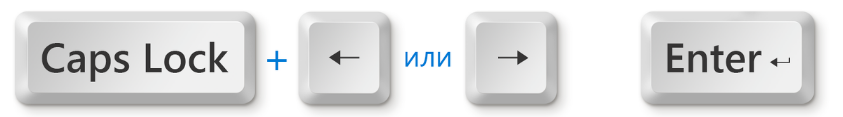 Caps Lock + ← или → Enter ↵